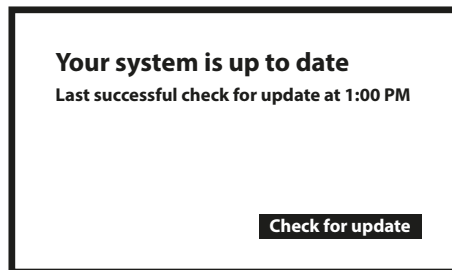 Your system is up to date
Last successful check for update at 1:00 PM
Check for update